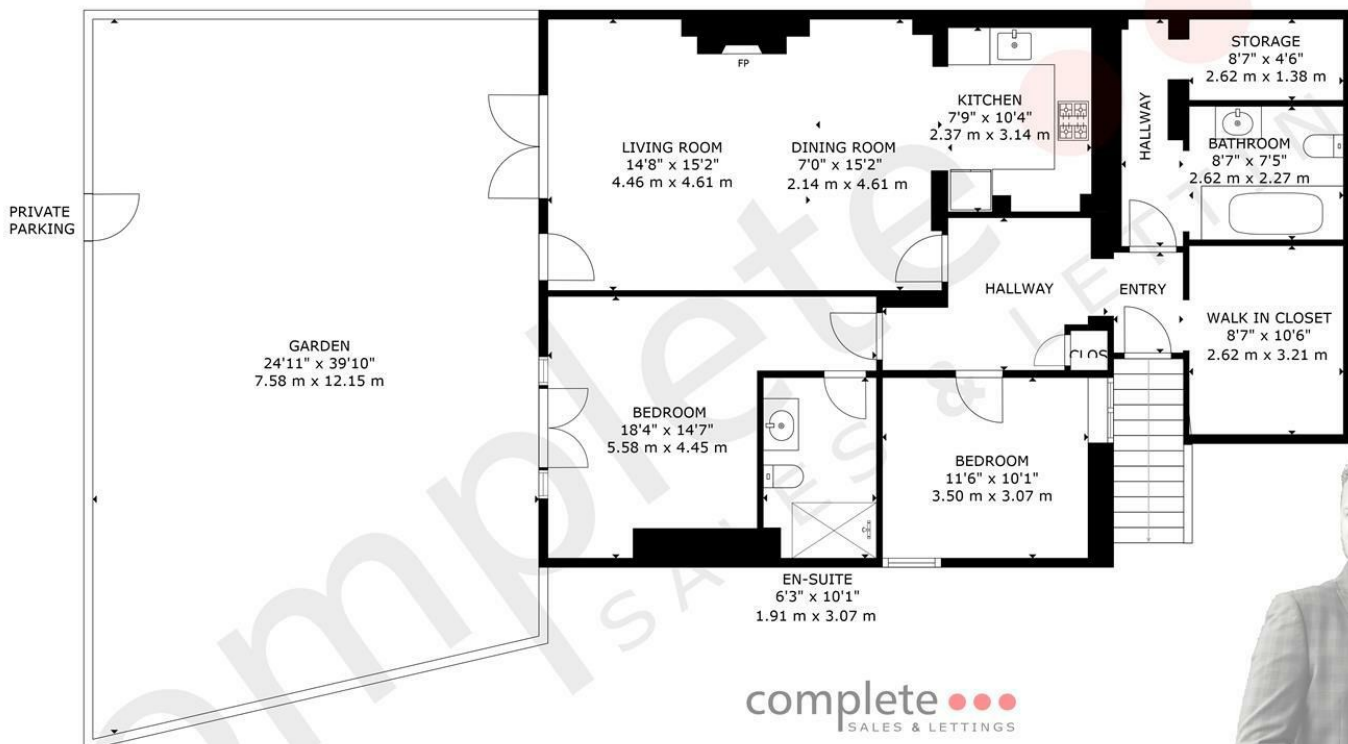 STORAGE
8'7" x 4'6"
2.62 m x 1.38 m
FP
KITCHEN
7'9" x 10'4"
2.37 m x 3.14 m
HALLWAY
LIVING ROOM
14'8" x 15'2"
4.46 m x 4.61 m
DINING ROOM
7'0" x 15'2"
2.14 m x 4.61 m
BATHROOM
8'7" x 7'5"
2.62 m x 2.27 m
PRIVATE
PARKING
HALLWAY
ENTRY
WALK IN CLOSET
8'7" x 10'6"
2.62 m x 3.21 m
GARDEN
24'11" x 39'10"
7.58 m x 12.15 m
CLOS
BEDROOM
18'4" x 14'7"
5.58 m x 4.45 m
BEDROOM
11'6" x 10'1"
3.50 m x 3.07 m
EN-SUITE
6'3" x 10'1"
1.91 m x 3.07 m
complete
SALES & LETTINGS
omplete
SALES & LETTIN